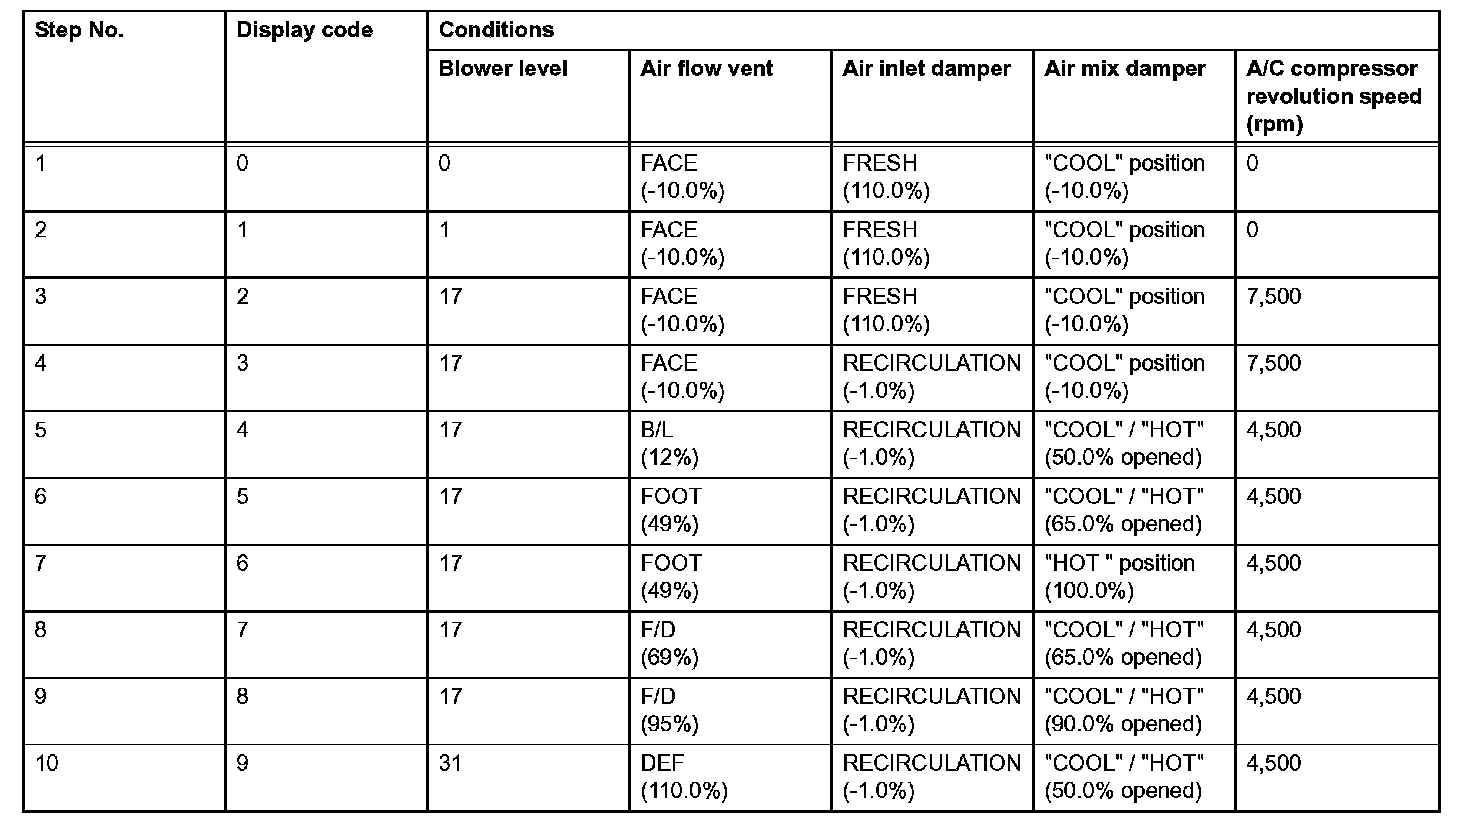 Step No. Display code Conditions
Blower level Air flow vent Air inlet damper Air mix damper A/C compressor
revolution speed
(rpm)
1 0 0 FACE FRESH "COOL" position 0
(-10.0%) (110.0%) (-10.0%)
2 1 1 FACE FRESH "COOL" position 0
(-10.0%) (110.0%) (-10.0%)
3 2 17 FACE FRESH "COOL" position 7,500
(-10.0%) (110.0%) (-10.0%)
4 3 17 FACE RECIRCULATION "COOL" position 7,500
(-10.0%) (-1.0%) (-10.0%)
5 4 17 B/L RECIRCULATION "COOL" / "HOT" 4,500
(12%) (-1.0%) (50.0% opened)
6 5 17 FOOT RECIRCULATION "COOL" / "HOT" 4,500
(49%) (-1.0%) (65.0% opened)
7 6 17 FOOT RECIRCULATION "HOT " position 4,500
(49%) (-1.0%) (100.0%)
8 7 17 F/D RECIRCULATION "COOL" / "HOT" 4,500
(69%) (-1.0%) (65.0% opened)
9 8 17 F/D RECIRCULATION "COOL" / "HOT" 4,500
(95%) (-1.0%) (90.0% opened)
10 9 31 DEF RECIRCULATION "COOL" / "HOT" 4,500
(110.0%) (-1.0%) (50.0% opened)